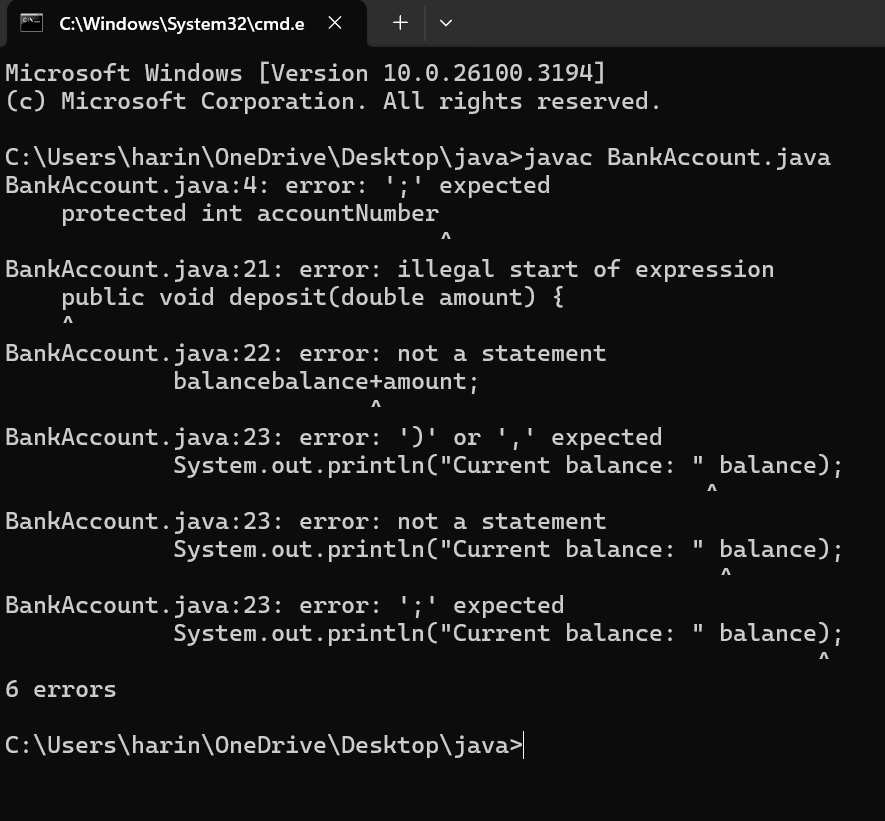 C:\Windows\System32\cmd.e
Microsoft Windows [Version 10.0.26100.3194]
(c) Microsoft Corporation. All rights reserved.
C:\Users\harin\OneDrive\Desktop\java>javac BankAccount.java
BankAccount.java:4: error: ';' expected
    protected int accountNumber
                               ^
BankAccount.java:21: error: illegal start of expression
    public void deposit(double amount) {
    ^
BankAccount.java:22: error: not a statement
            balancebalance+amount;
                          ^
BankAccount.java:23: error: ')' or ',' expected
            System.out.println("Current balance: " balance);
                                                  ^
BankAccount.java:23: error: not a statement
            System.out.println("Current balance: " balance);
                                                   ^
BankAccount.java:23: error: ';' expected
            System.out.println("Current balance: " balance);
                                                          ^
6 errors
C:\Users\harin\OneDrive\Desktop\java>